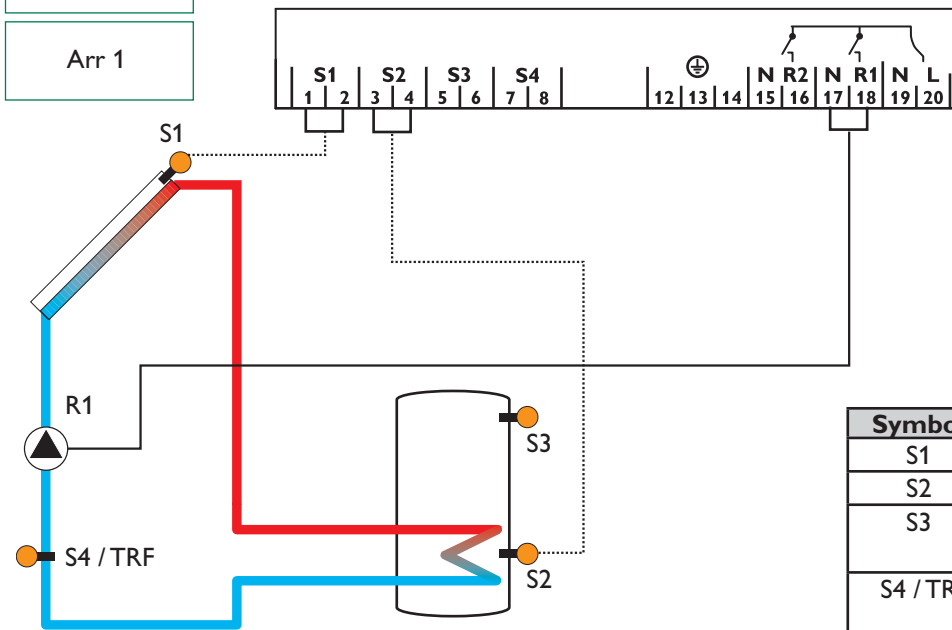 Arr 1
S1 S2 S3 S4 N R2 N R1 N L
1 2 3 4 5 6 7 8 12 13 14 15 16 17 18 19 20
S1
R1
S3
S4 / TRF
S2
Symbo
S1
S2
S3
S4 / TR